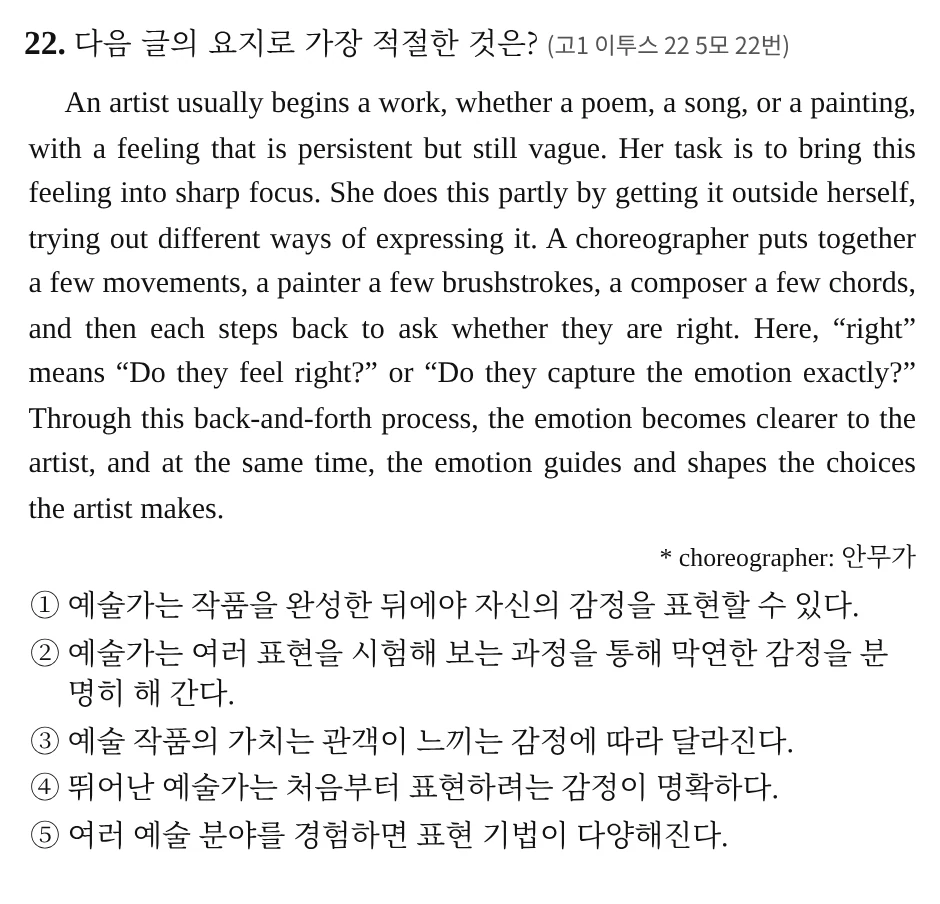 22. 다음 글의 요지로 가장 적절한 것은? (고1 이투스 22 5모 22번)
An artist usually begins a work, whether a poem, a song, or a painting,
with a feeling that is persistent but still vague. Her task is to bring this
feeling into sharp focus. She does this partly by getting it outside herself,
trying out different ways of expressing it. A choreographer puts together
a few movements, a painter a few brushstrokes, a composer a few chords,
and then each steps back to ask whether they are right. Here, “right”
means “Do they feel right?” or “Do they capture the emotion exactly?”
Through this back-and-forth process, the emotion becomes clearer to the
artist, and at the same time, the emotion guides and shapes the choices
the artist makes.
* choreographer: 안무가
① 예술가는 작품을 완성한 뒤에야 자신의 감정을 표현할 수 있다.
② 예술가는 여러 표현을 시험해 보는 과정을 통해 막연한 감정을 분
명히 해 간다.
③ 예술 작품의 가치는 관객이 느끼는 감정에 따라 달라진다.
④ 뛰어난 예술가는 처음부터 표현하려는 감정이 명확하다.
⑤ 여러 예술 분야를 경험하면 표현 기법이 다양해진다.